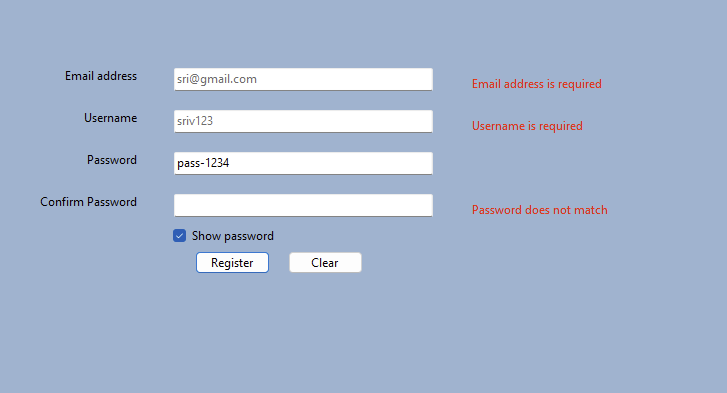 Email address sri@gmail.com Email address is required
Username sriv123 Username is required
Password pass-1234
Confirm Password Password does not match
Show password
Register Clear